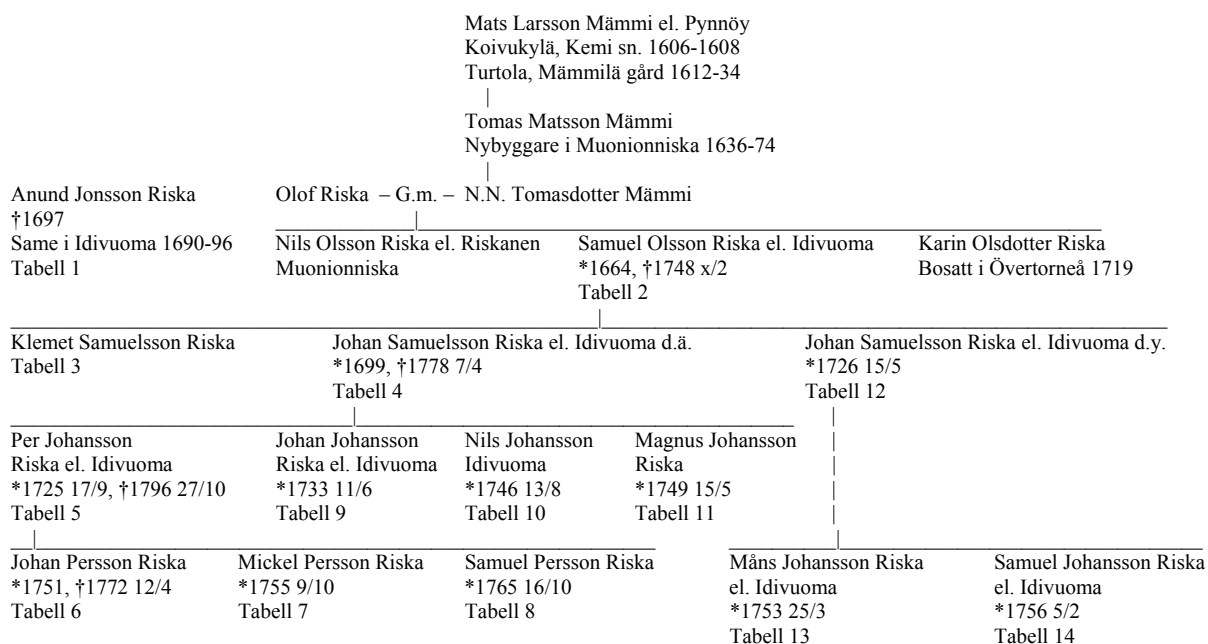 Mats Larsson Mämmi el. Pynnöy
Koivukylä, Kemi sn. 1606-1608
Turtola, Mämmilä gård 1612-34
Tomas Matsson Mämmi
Nybyggare i Muonionniska 1636-74
Anund Jonsson Riska
†1697
Same i Idivuoma 1690-96
Tabell 1
Olof Riska – G.m. – N.N. Tomasdotter Mämmi
Nils Olsson Riska el. Riskanen
Muonionniska
Samuel Olsson Riska el. Idivuoma
*1664, †1748 x/2
Tabell 2
Karin Olsdotter Riska
Bosatt i Övertorneå 1719
Klemet Samuelsson Riska
Tabell 3
Johan Samuelsson Riska el. Idivuoma d.ä.
*1699, †1778 7/4
Tabell 4
Johan Samuelsson Riska el. Idivuoma d.y.
*1726 15/5
Tabell 12
Per Johansson
Riska el. Idivuoma
*1725 17/9, †1796 27/10
Tabell 5
Johan Johansson
Riska el. Idivuoma
*1733 11/6
Tabell 9
Nils Johansson
Idivuoma
*1746 13/8
Tabell 10
Magnus Johansson
Riska
*1749 15/5
Tabell 11
Johan Persson Riska
*1751, †1772 12/4
Tabell 6
Mickel Persson Riska
*1755 9/10
Tabell 7
Samuel Persson Riska
*1765 16/10
Tabell 8
Måns Johansson Riska
el. Idivuoma
*1753 25/3
Tabell 13
Samuel Johansson Riska
el. Idivuoma
*1756 5/2
Tabell 14